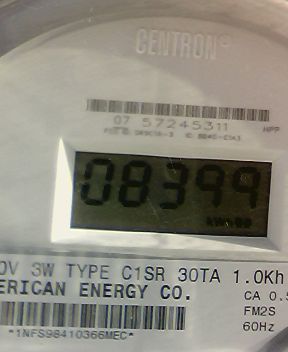 CENTRON®
07 57245311
HPP
08399
0V 3W TYPE C1SR 30TA 1.0Kh
ERICAN ENERGY CO.
CA 0.5
FM2S
*1NFS98410366MEC*
60Hz